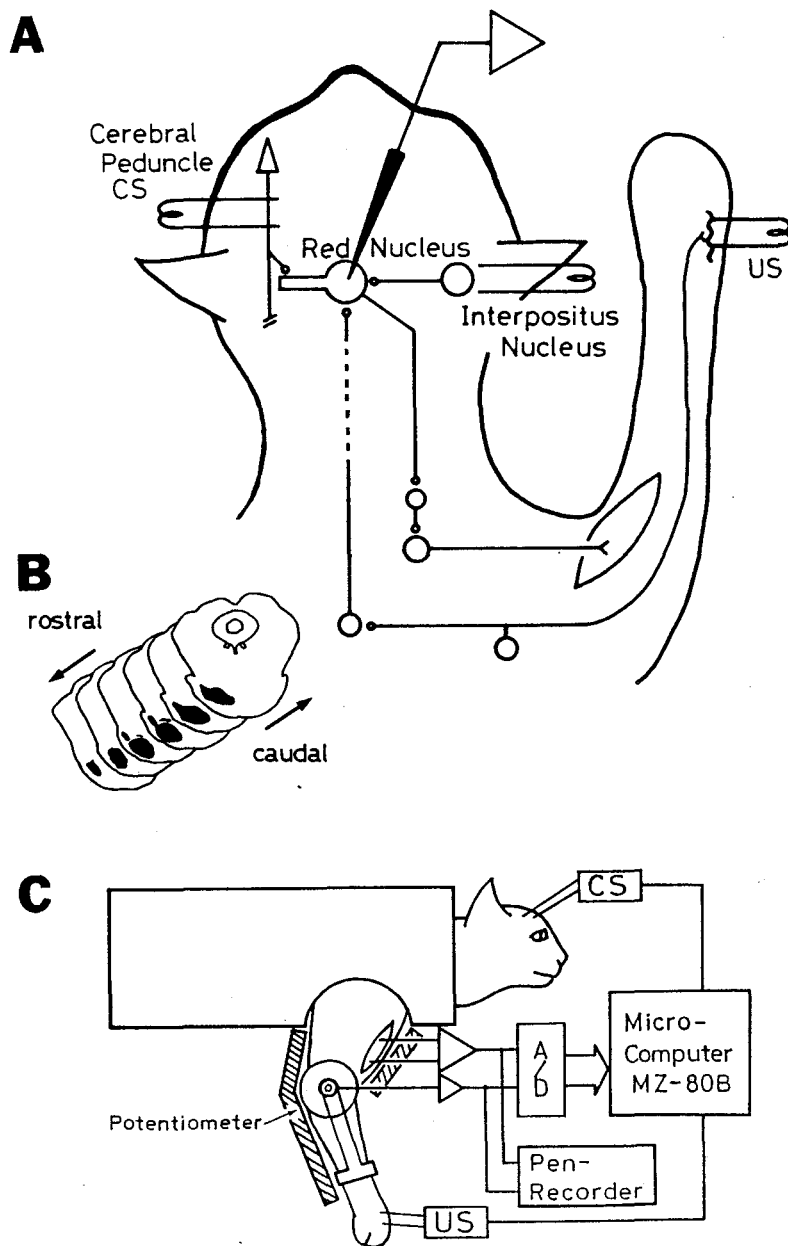 A
Cerebral
Peduncle
CS
Red Nucleus
US
Interpositus
Nucleus
B
rostral
caudal
C
CS
Micro-
Computer
MZ-80B
A/D
Potentiometer
Pen-
Recorder
US